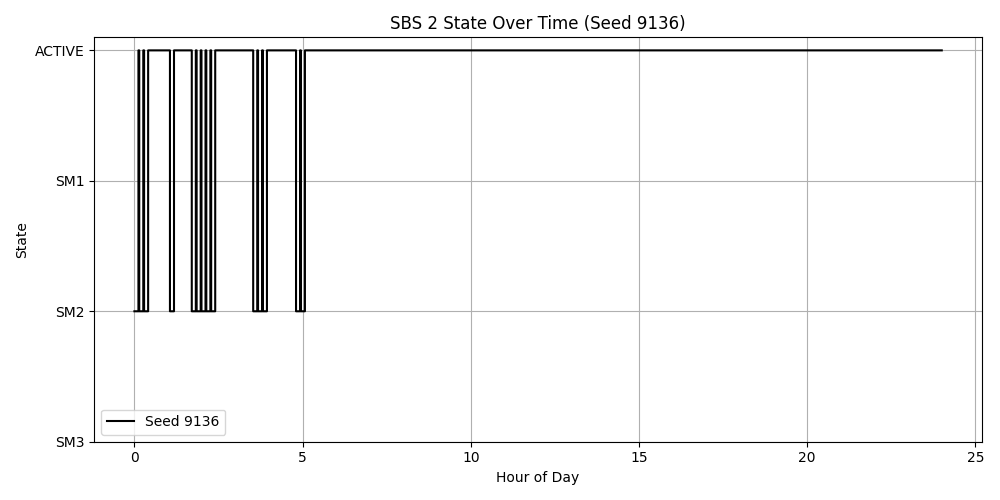 SBS 2 State Over Time (Seed 9136)
ACTIVE
SM1
SM2
SM3
State
Seed 9136
0
5
10
15
20
25
Hour of Day